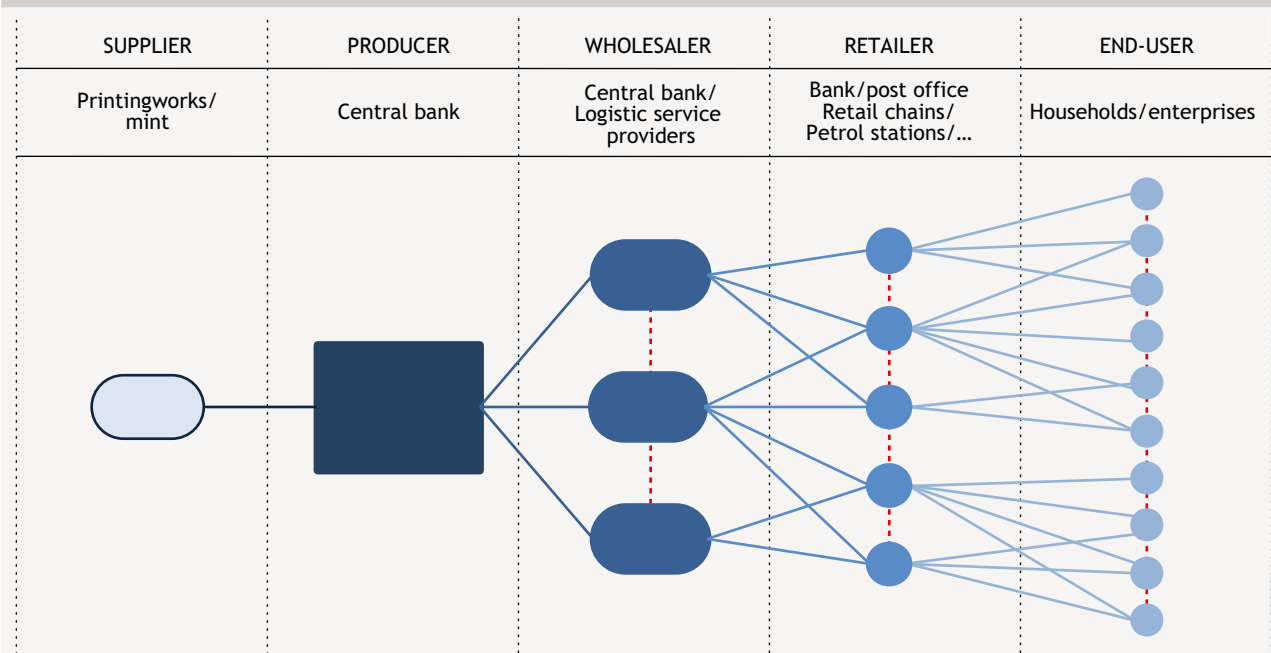 SUPPLIER
PRODUCER
WHOLESALER
RETAILER
END-USER
Printingworks/
mint
Central bank
Central bank/
Logistic service
providers
Bank/post office
Retail chains/
Petrol stations/…
Households/enterprises